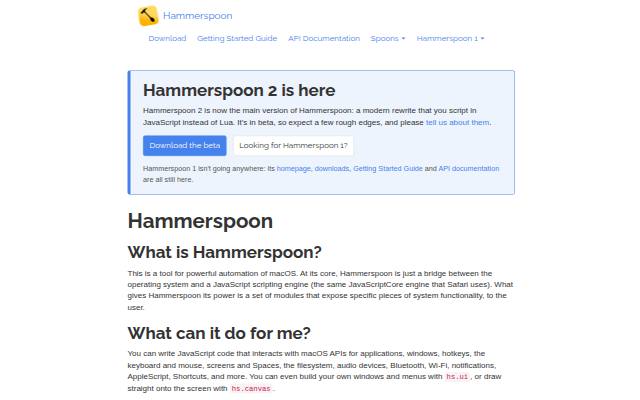 Hammerspoon
Download Getting Started Guide API Documentation Spoons Hammerspoon 1
Hammerspoon 2 is here
Hammerspoon 2 is now the main version of Hammerspoon: a modern rewrite that you script in
JavaScript instead of Lua. It's in beta, so expect a few rough edges, and please tell us about them.
Download the beta Looking for Hammerspoon 1?
Hammerspoon 1 isn't going anywhere: its homepage, downloads, Getting Started Guide and API documentation
are all still here.
Hammerspoon
What is Hammerspoon?
This is a tool for powerful automation of macOS. At its core, Hammerspoon is just a bridge between the
operating system and a JavaScript scripting engine (the same JavaScriptCore engine that Safari uses). What
gives Hammerspoon its power is a set of modules that expose specific pieces of system functionality, to the
user.
What can it do for me?
You can write JavaScript code that interacts with macOS APIs for applications, windows, hotkeys, the
keyboard and mouse, screens and Spaces, the filesystem, audio devices, Bluetooth, Wi-Fi, notifications,
AppleScript, Shortcuts, and more. You can even build your own windows and menus with hs.ui, or draw
straight onto the screen with hs.canvas.